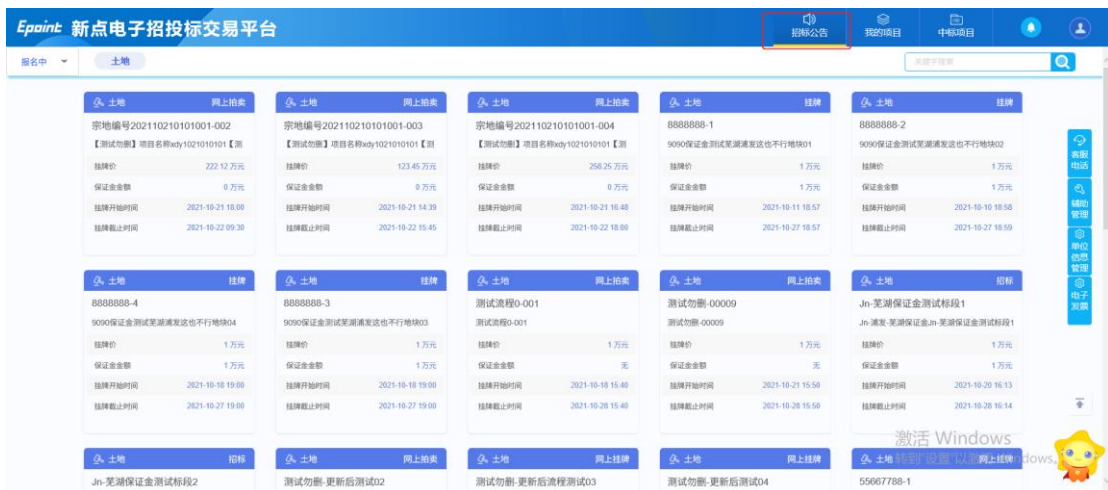 Epoint 新点电子招投标交易平台
招标公告
我的项目
中标项目
报名中
土地
关键字搜索
土地 网上拍卖
宗地编号202110210101001-002
【测试勿删】项目名称xdy1021010101【测
挂牌价 222.12 万元
保证金金额 0 万元
挂牌开始时间 2021-10-21 18:00
挂牌截止时间 2021-10-22 09:30
土地 网上拍卖
宗地编号202110210101001-003
【测试勿删】项目名称xdy1021010101【测
挂牌价 123.45 万元
保证金金额 0 万元
挂牌开始时间 2021-10-21 14:39
挂牌截止时间 2021-10-22 15:45
土地 网上拍卖
宗地编号202110210101001-004
【测试勿删】项目名称xdy1021010101【测
挂牌价 258.25 万元
保证金金额 0 万元
挂牌开始时间 2021-10-21 16:48
挂牌截止时间 2021-10-22 18:00
土地 挂牌
8888888-1
9090保证金测试芜湖浦发这也不行地块01
挂牌价 1 万元
保证金金额 1 万元
挂牌开始时间 2021-10-11 18:57
挂牌截止时间 2021-10-27 18:57
土地 挂牌
8888888-2
9090保证金测试芜湖浦发这也不行地块02
挂牌价 1 万元
保证金金额 1 万元
挂牌开始时间 2021-10-10 18:58
挂牌截止时间 2021-10-27 18:59
土地 挂牌
8888888-4
9090保证金测试芜湖浦发这也不行地块04
挂牌价 1 万元
保证金金额 1 万元
挂牌开始时间 2021-10-18 19:00
挂牌截止时间 2021-10-27 19:00
土地 挂牌
8888888-3
9090保证金测试芜湖浦发这也不行地块03
挂牌价 1 万元
保证金金额 1 万元
挂牌开始时间 2021-10-18 19:00
挂牌截止时间 2021-10-27 19:00
土地 网上拍卖
测试流程0-001
测试流程0-001
挂牌价 1 万元
保证金金额 无
挂牌开始时间 2021-10-18 15:40
挂牌截止时间 2021-10-28 15:40
土地 网上拍卖
测试勿删-00009
测试勿删-00009
挂牌价 1 万元
保证金金额 无
挂牌开始时间 2021-10-21 15:50
挂牌截止时间 2021-10-28 15:50
土地 招标
Jn-芜湖保证金测试标段1
Jn-浦发-芜湖保证金Jn-芜湖保证金测试标段1
挂牌价 1 万元
保证金金额 1 万元
挂牌开始时间 2021-10-20 16:13
挂牌截止时间 2021-10-28 16:14
土地 招标
Jn-芜湖保证金测试标段2
土地 网上拍卖
测试勿删-更新后测试02
土地 网上挂牌
测试勿删-更新后流程测试03
土地 网上挂牌
测试勿删-更新后测试04
土地 网上挂牌
55667788-1
客服
电话
辅助
管理
单位
信息
管理
电子
发票
激活 Windows
转到"设置"以激活 Windows。